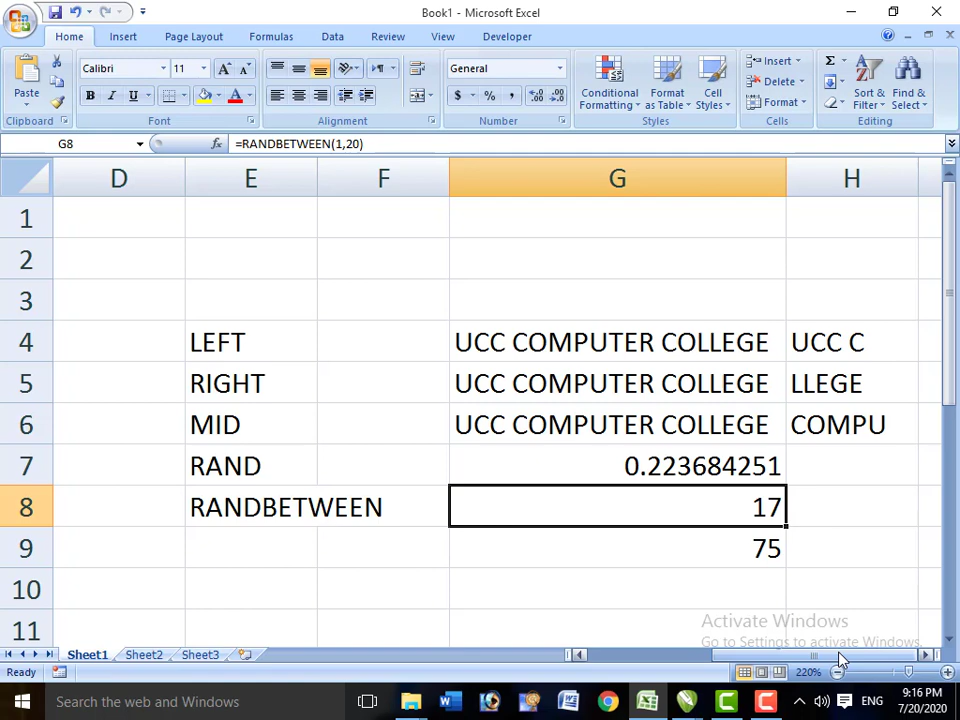 Book1 - Microsoft Excel
Home Insert Page Layout Formulas Data Review View Developer
Paste
Calibri 11
B I U
A A
General
$ % ,
Conditional Formatting
Format as Table
Cell Styles
Insert
Delete
Format
Σ
Sort & Filter
Find & Select
Clipboard Font Alignment Number Styles Cells Editing
G8 fx =RANDBETWEEN(1,20)
D E F G H
1
2
3
4 LEFT UCC COMPUTER COLLEGE UCC C
5 RIGHT UCC COMPUTER COLLEGE LLEGE
6 MID UCC COMPUTER COLLEGE COMPU
7 RAND 0.223684251
8 RANDBETWEEN 17
9 75
10
11
Activate Windows
Go to Settings to activate Windows.
Sheet1 Sheet2 Sheet3
Ready 220%
Search the web and Windows
ENG
9:16 PM
7/20/2020